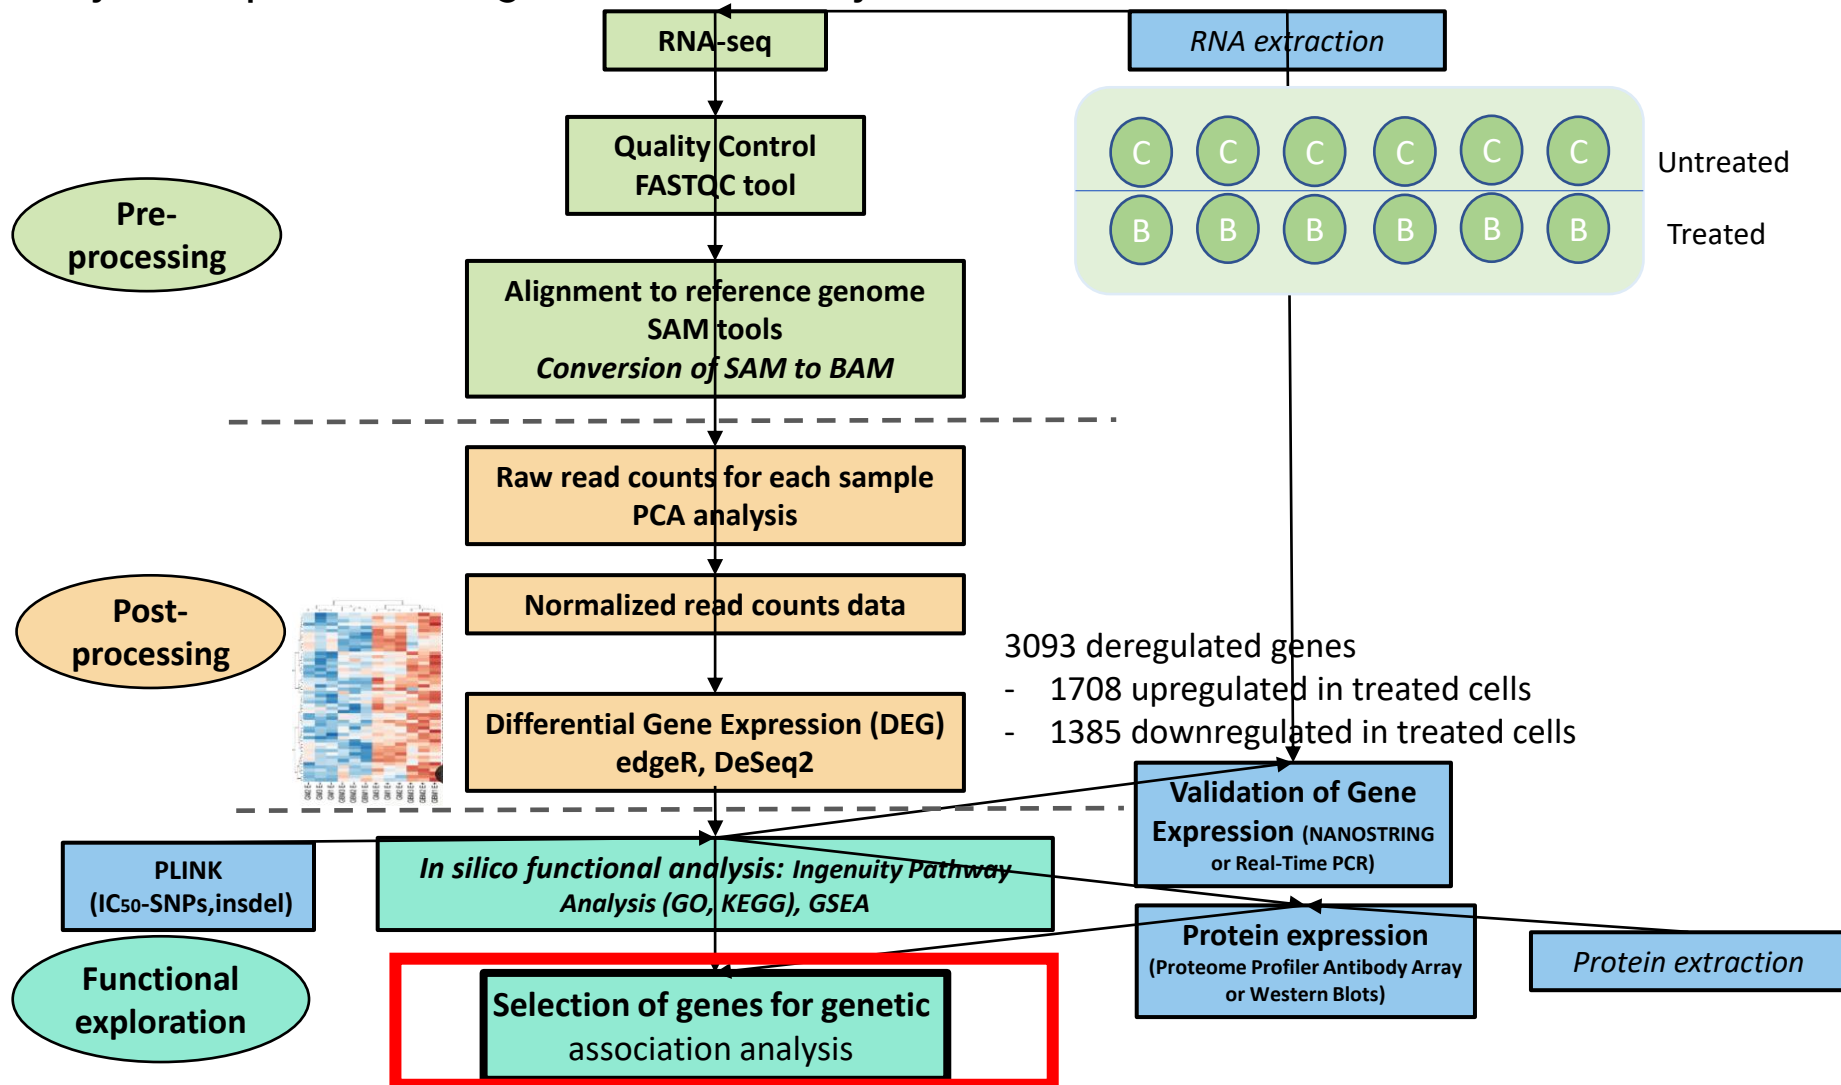 RNA-seq
RNA extraction
Quality Control
FASTQC tool
C C C C C C
Untreated
B B B B B B
Treated
Pre-
processing
Alignment to reference genome
SAM tools
Conversion of SAM to BAM
Raw read counts for each sample
PCA analysis
Post-
processing
Normalized read counts data
3093 deregulated genes
- 1708 upregulated in treated cells
- 1385 downregulated in treated cells
Differential Gene Expression (DEG)
edgeR, DeSeq2
Validation of Gene
Expression (NANOSTRING
or Real-Time PCR)
PLINK
(IC50-SNPs,insdel)
In silico functional analysis: Ingenuity Pathway
Analysis (GO, KEGG), GSEA
Protein expression
(Proteome Profiler Antibody Array
or Western Blots)
Protein extraction
Functional
exploration
Selection of genes for genetic
association analysis